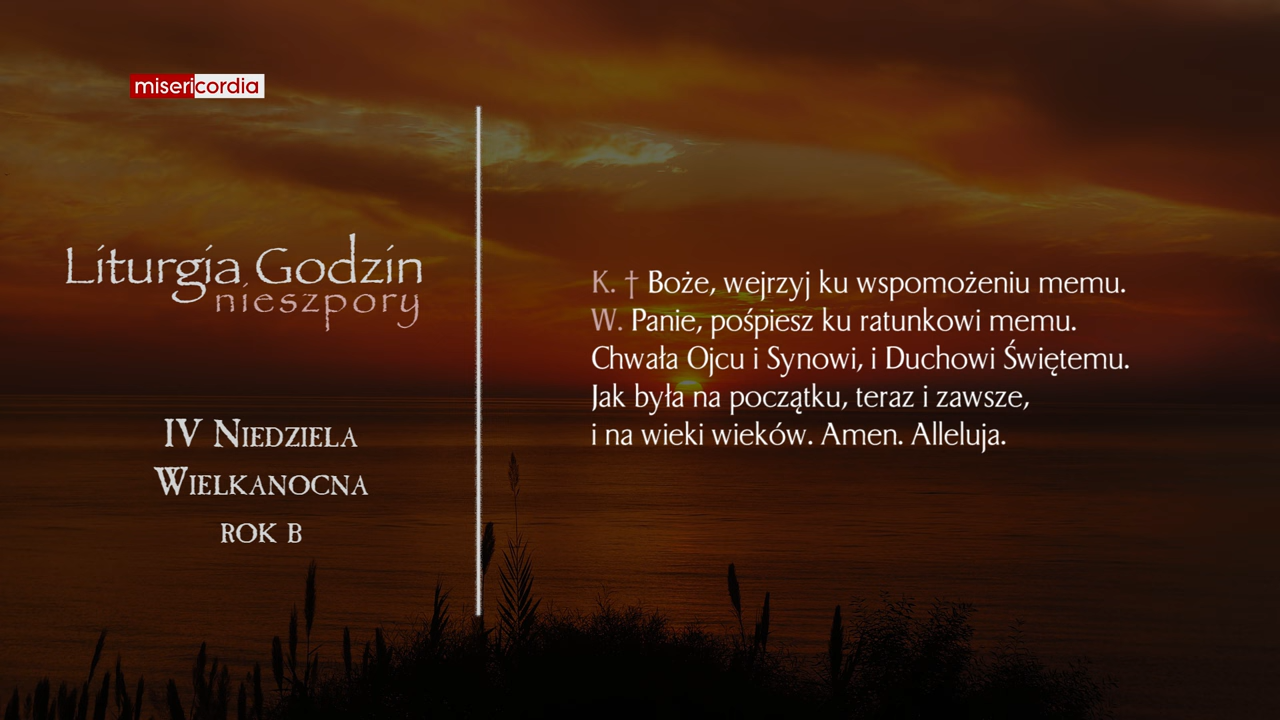 misericordia
Liturgia Godzin
nieszpory
IV Niedziela
Wielkanocna
rok B
K. † Boże, wejrzyj ku wspomożeniu memu.
W. Panie, pośpiesz ku ratunkowi memu.
Chwała Ojcu i Synowi, i Duchowi Świętemu.
Jak była na początku, teraz i zawsze,
i na wieki wieków. Amen. Alleluja.